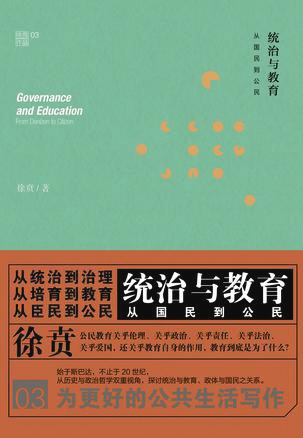 徐贲
作品
03
统治与教育
从国民到公民
Governance
and Education
From Denizen to Citizen
徐贲／著
从统治到治理
从培育到教育
从臣民到公民
统治与教育
从国民到公民
徐贲
公民教育关乎伦理、关乎政治、关乎责任、关乎法治、
关乎爱国，还关乎教育自身的作用，教育到底是为了什么？
始于斯巴达，不止于 20 世纪，
从历史与政治哲学双重视角，探讨统治与教育、政体与国民之关系。
03 为更好的公共生活写作